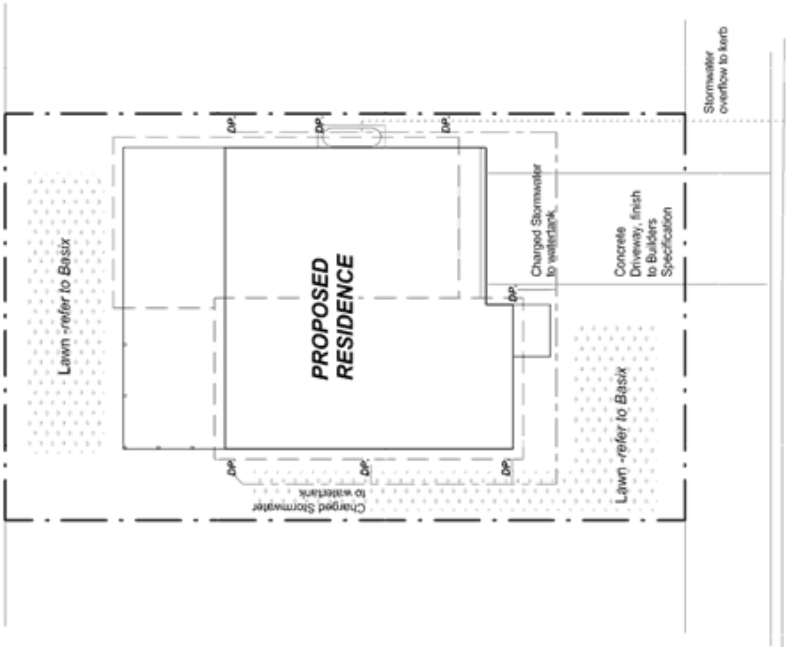 Stormwater
overflow to kerb
DP.
DP.
DP.
Charged Stormwater
to watertank
Concrete
Driveway, finish
to Builders
Specification
Lawn -refer to Basix
PROPOSED
RESIDENCE
DP.
DP.
DP.
DP.
Charged Stormwater
to watertank
Lawn -refer to Basix